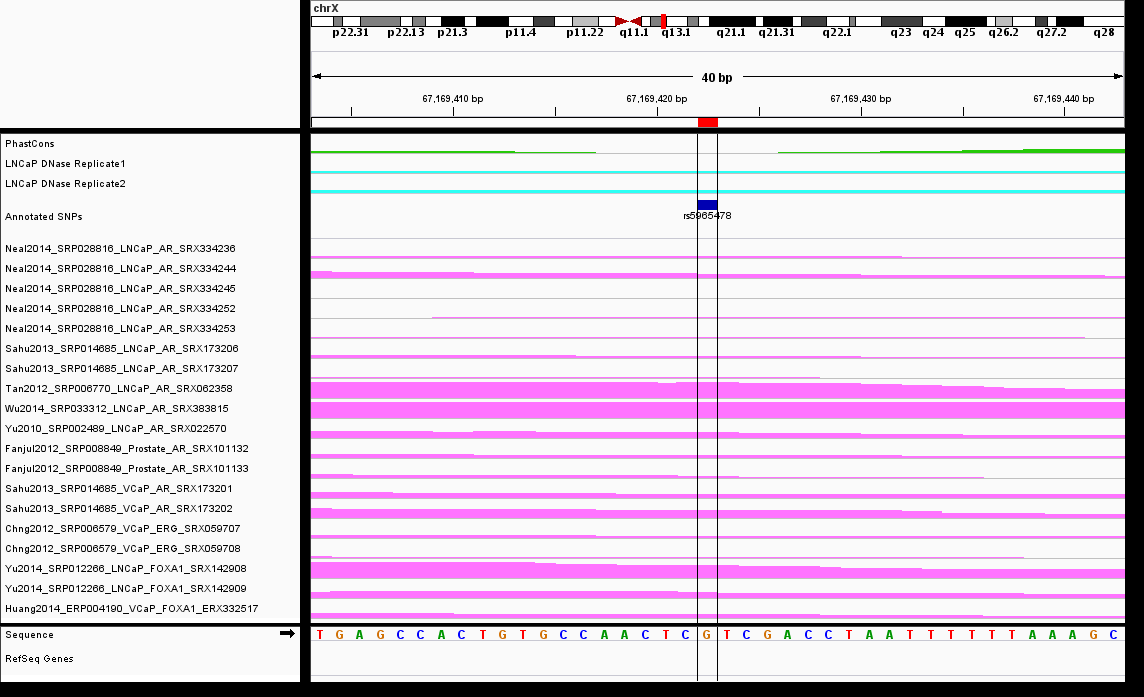 chrX
p22.31 p22.13 p21.3 p11.4 p11.22 q11.1 q13.1 q21.1 q21.31 q22.1 q23 q24 q25 q26.2 q27.2 q28
40 bp
67,169,410 bp 67,169,420 bp 67,169,430 bp 67,169,440 bp
PhastCons
LNCaP DNase Replicate1
LNCaP DNase Replicate2
Annotated SNPs
rs5965478
Neal2014_SRP028816_LNCaP_AR_SRX334236
Neal2014_SRP028816_LNCaP_AR_SRX334244
Neal2014_SRP028816_LNCaP_AR_SRX334245
Neal2014_SRP028816_LNCaP_AR_SRX334252
Neal2014_SRP028816_LNCaP_AR_SRX334253
Sahu2013_SRP014685_LNCaP_AR_SRX173206
Sahu2013_SRP014685_LNCaP_AR_SRX173207
Tan2012_SRP006770_LNCaP_AR_SRX062358
Wu2014_SRP033312_LNCaP_AR_SRX383815
Yu2010_SRP002489_LNCaP_AR_SRX022570
Fanjul2012_SRP008849_Prostate_AR_SRX101132
Fanjul2012_SRP008849_Prostate_AR_SRX101133
Sahu2013_SRP014685_VCaP_AR_SRX173201
Sahu2013_SRP014685_VCaP_AR_SRX173202
Chng2012_SRP006579_VCaP_ERG_SRX059707
Chng2012_SRP006579_VCaP_ERG_SRX059708
Yu2014_SRP012266_LNCaP_FOXA1_SRX142908
Yu2014_SRP012266_LNCaP_FOXA1_SRX142909
Huang2014_ERP004190_VCaP_FOXA1_ERX332517
Sequence T G A G C C A C T G T G C C A A C T C G T C G A C C T A A T T T T T T T A A A G C
RefSeq Genes